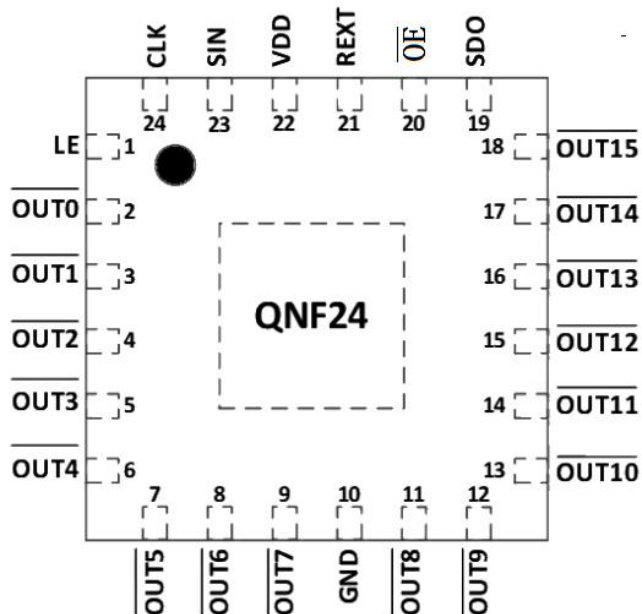 CLK SIN VDD REXT OE SDO
24 23 22 21 20 19
LE 1 18 OUT15
OUT0 2 17 OUT14
OUT1 3 16 OUT13
QNF24
OUT2 4 15 OUT12
OUT3 5 14 OUT11
OUT4 6 13 OUT10
7 8 9 10 11 12
OUT5 OUT6 OUT7 GND OUT8 OUT9